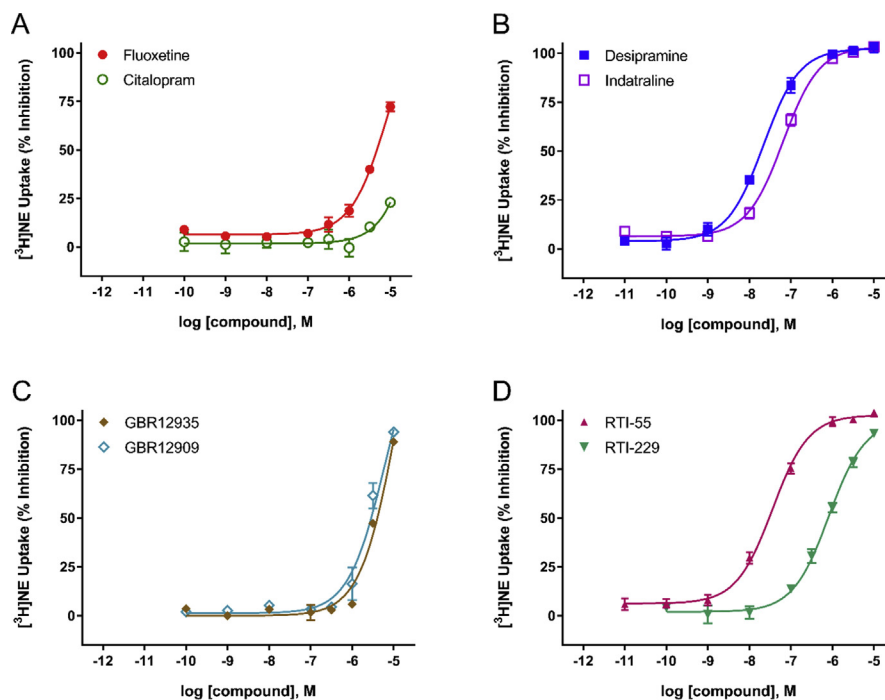 A
Fluoxetine
Citalopram
[³H]NE Uptake (% Inhibition)
100
75
50
25
0
-12 -11 -10 -9 -8 -7 -6 -5
log [compound], M
B
Desipramine
Indatraline
[³H]NE Uptake (% Inhibition)
100
75
50
25
0
-12 -11 -10 -9 -8 -7 -6 -5
log [compound], M
C
GBR12935
GBR12909
[³H]NE Uptake (% Inhibition)
100
75
50
25
0
-12 -11 -10 -9 -8 -7 -6 -5
log [compound], M
D
RTI-55
RTI-229
[³H]NE Uptake (% Inhibition)
100
75
50
25
0
-12 -11 -10 -9 -8 -7 -6 -5
log [compound], M